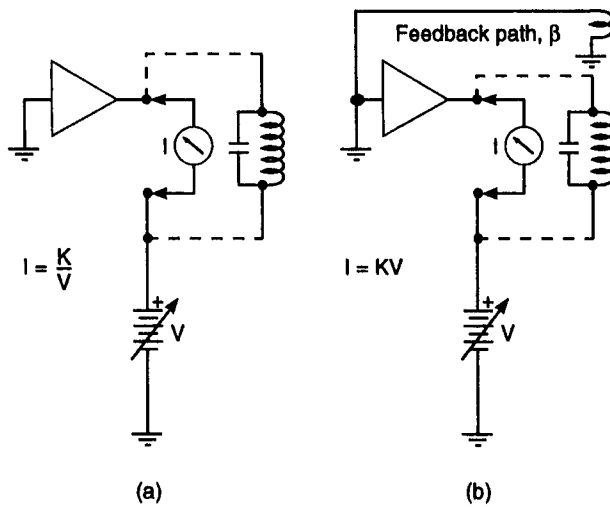 Feedback path, β
I
I
I = K/V
I = KV
+
V
+
V
(a)
(b)